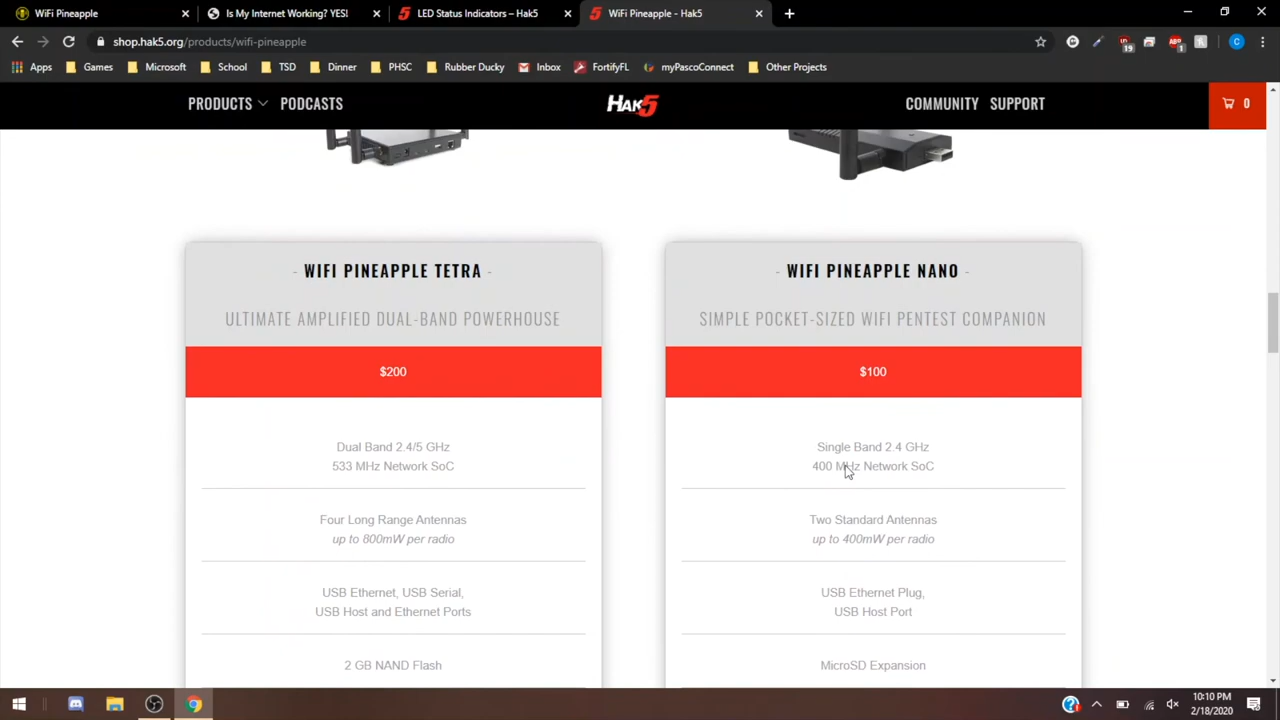 WiFi Pineapple
Is My Internet Working? YES!
LED Status Indicators – Hak5
WiFi Pineapple - Hak5
shop.hak5.org/products/wifi-pineapple
19
1
C
Apps
Games
Microsoft
School
TSD
Dinner
PHSC
Rubber Ducky
Inbox
FortifyFL
myPascoConnect
Other Projects
PRODUCTS
PODCASTS
HAK5
COMMUNITY
SUPPORT
0
- WIFI PINEAPPLE TETRA -
ULTIMATE AMPLIFIED DUAL-BAND POWERHOUSE
$200
Dual Band 2.4/5 GHz
533 MHz Network SoC
Four Long Range Antennas
up to 800mW per radio
USB Ethernet, USB Serial,
USB Host and Ethernet Ports
2 GB NAND Flash
- WIFI PINEAPPLE NANO -
SIMPLE POCKET-SIZED WIFI PENTEST COMPANION
$100
Single Band 2.4 GHz
400 MHz Network SoC
Two Standard Antennas
up to 400mW per radio
USB Ethernet Plug,
USB Host Port
MicroSD Expansion
10:10 PM
2/18/2020